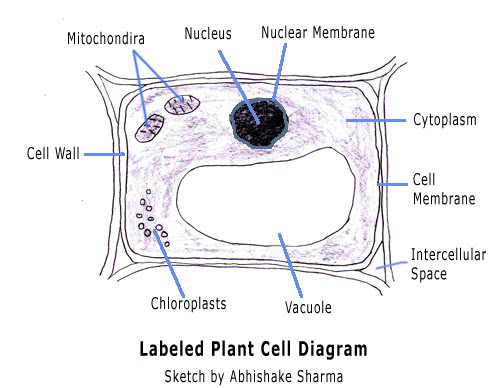 Mitochondira
Nucleus
Nuclear Membrane
Cytoplasm
Cell Wall
Cell
Membrane
Intercellular
Space
Chloroplasts
Vacuole
Labeled Plant Cell Diagram
Sketch by Abhishake Sharma